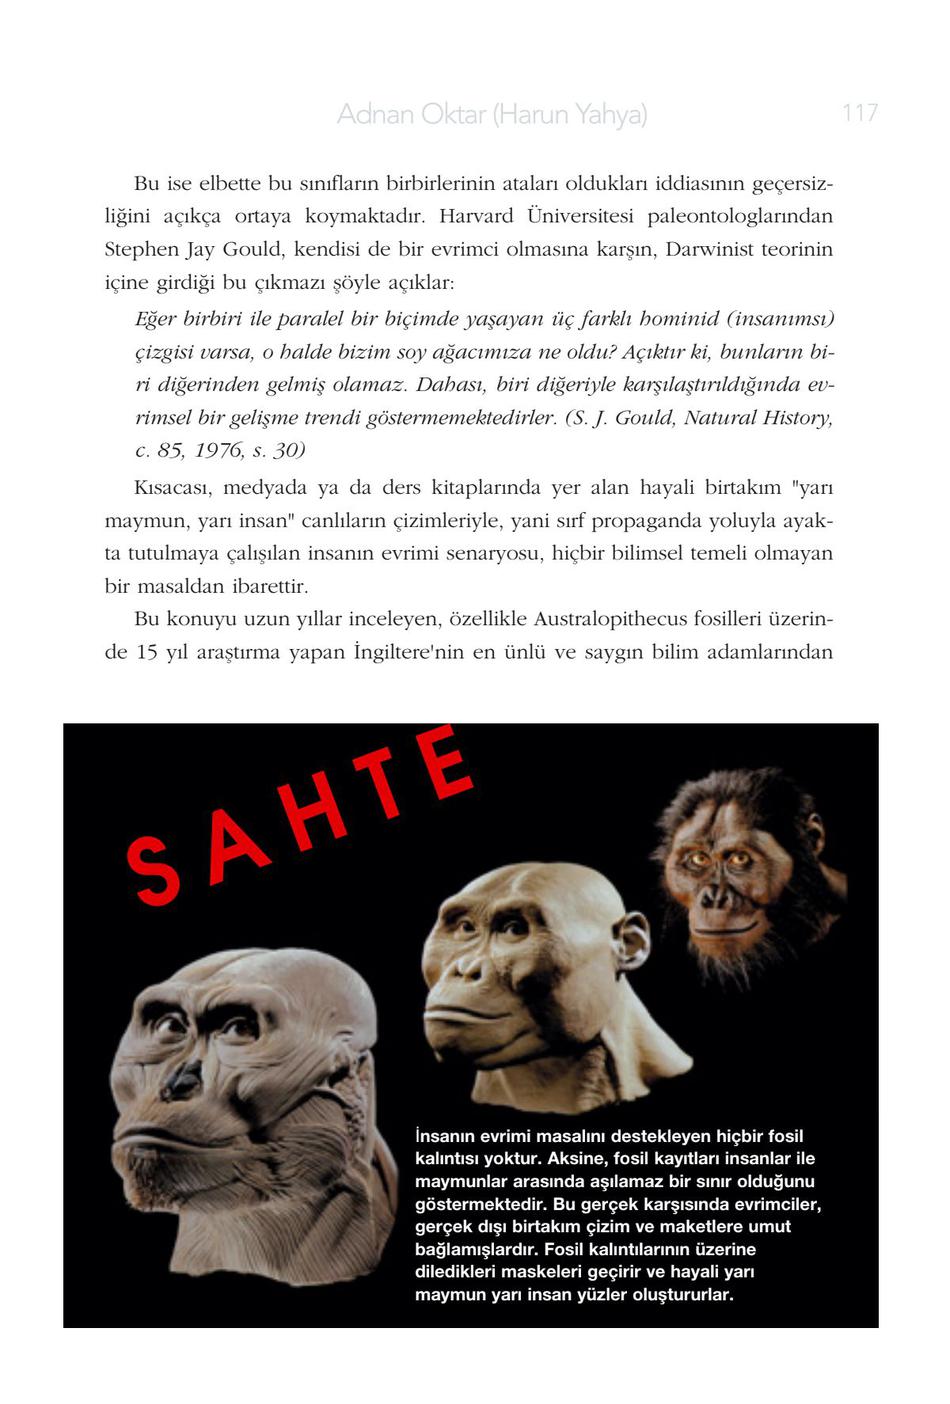 Adnan Oktar (Harun Yahya)
117
Bu ise elbette bu sınıfların birbirlerinin ataları oldukları iddiasının geçersiz-
liğini açıkça ortaya koymaktadır. Harvard Üniversitesi paleontologlarından
Stephen Jay Gould, kendisi de bir evrimci olmasına karşın, Darwinist teorinin
içine girdiği bu çıkmazı şöyle açıklar:
Eğer birbiri ile paralel bir biçimde yaşayan üç farklı hominid (insanımsı)
çizgisi varsa, o halde bizim soy ağacımıza ne oldu? Açıktır ki, bunların bi-
ri diğerinden gelmiş olamaz. Dahası, biri diğeriyle karşılaştırıldığında ev-
rimsel bir gelişme trendi göstermemektedirler. (S. J. Gould, Natural History,
c. 85, 1976, s. 30)
Kısacası, medyada ya da ders kitaplarında yer alan hayali birtakım "yarı
maymun, yarı insan" canlıların çizimleriyle, yani sırf propaganda yoluyla ayak-
ta tutulmaya çalışılan insanın evrimi senaryosu, hiçbir bilimsel temeli olmayan
bir masaldan ibarettir.
Bu konuyu uzun yıllar inceleyen, özellikle Australopithecus fosilleri üzerin-
de 15 yıl araştırma yapan İngiltere'nin en ünlü ve saygın bilim adamlarından
SAHTE
İnsanın evrimi masalını destekleyen hiçbir fosil
kalıntısı yoktur. Aksine, fosil kayıtları insanlar ile
maymunlar arasında aşılamaz bir sınır olduğunu
göstermektedir. Bu gerçek karşısında evrimciler,
gerçek dışı birtakım çizim ve maketlere umut
bağlamışlardır. Fosil kalıntılarının üzerine
diledikleri maskeleri geçirir ve hayali yarı
maymun yarı insan yüzler oluştururlar.